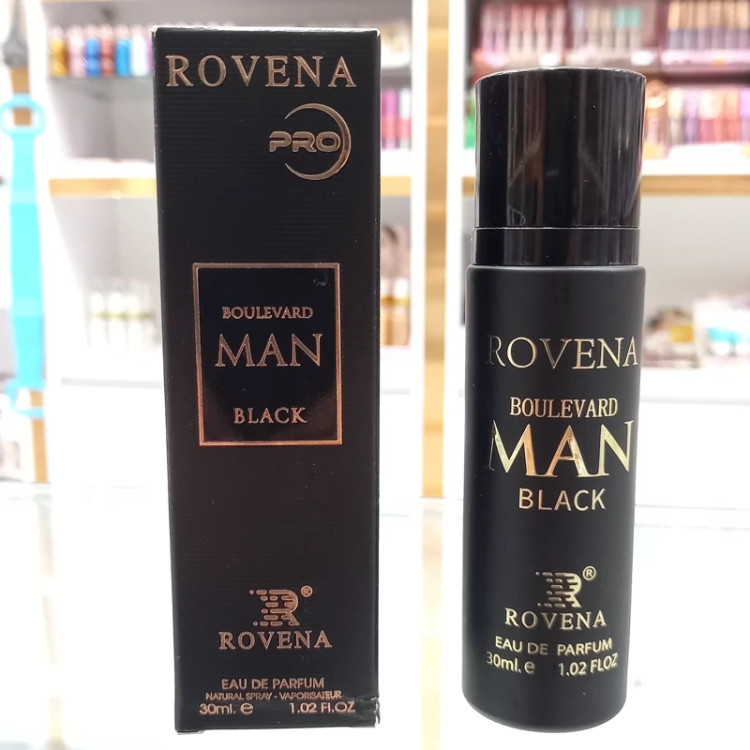 ROVENA
PRO
BOULEVARD
MAN
BLACK
R®
ROVENA
EAU DE PARFUM
NATURAL SPRAY - VAPORISATEUR
30ml. e 1.02 Fl.OZ
ROVENA
BOULEVARD
MAN
BLACK
R®
ROVENA
EAU DE PARFUM
30ml. e 1.02 FLOZ